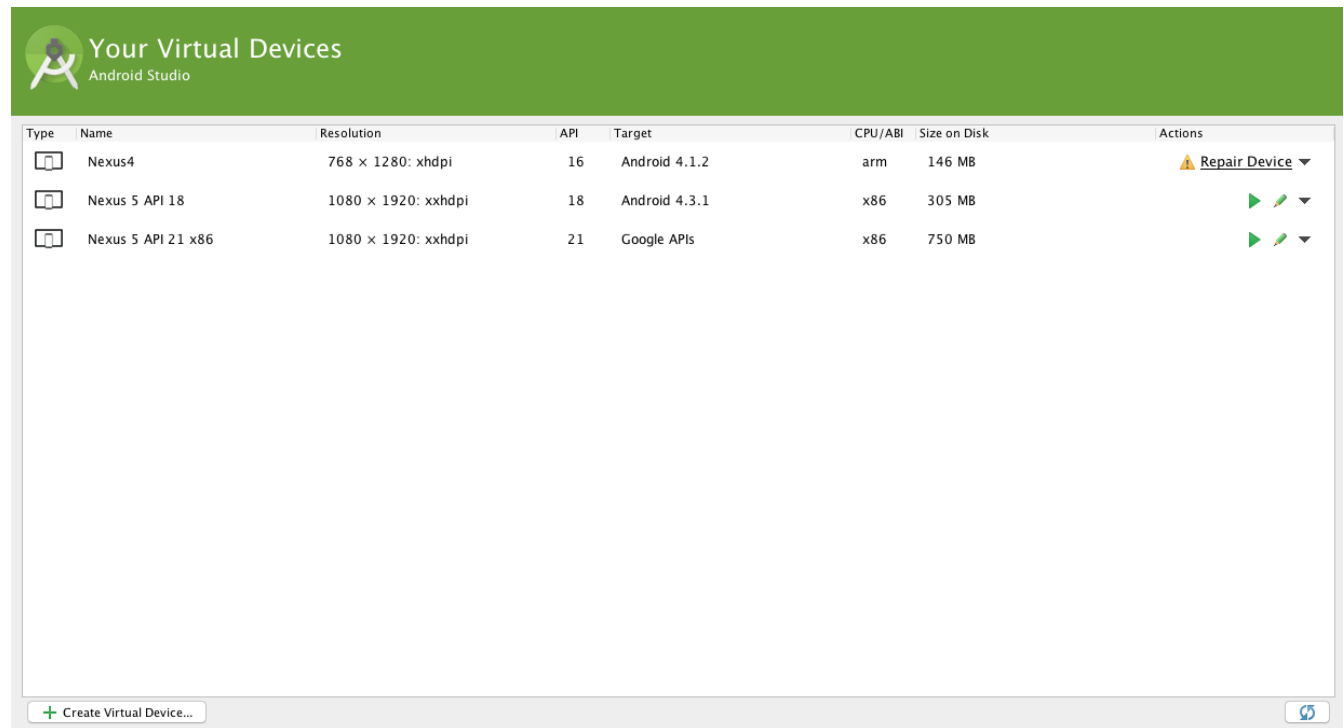 Your Virtual Devices
Android Studio
Type Name Resolution API Target CPU/ABI Size on Disk Actions
Nexus4 768 × 1280: xhdpi 16 Android 4.1.2 arm 146 MB Repair Device
Nexus 5 API 18 1080 × 1920: xxhdpi 18 Android 4.3.1 x86 305 MB
Nexus 5 API 21 x86 1080 × 1920: xxhdpi 21 Google APIs x86 750 MB
Create Virtual Device...